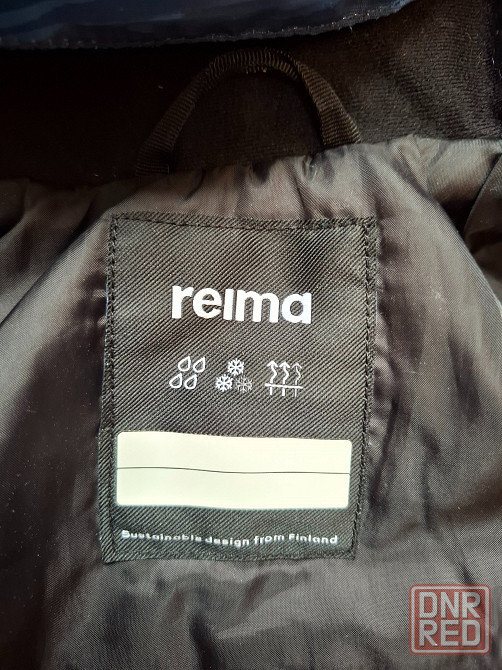 reima
Sustainable design from Finland
DNR
RED